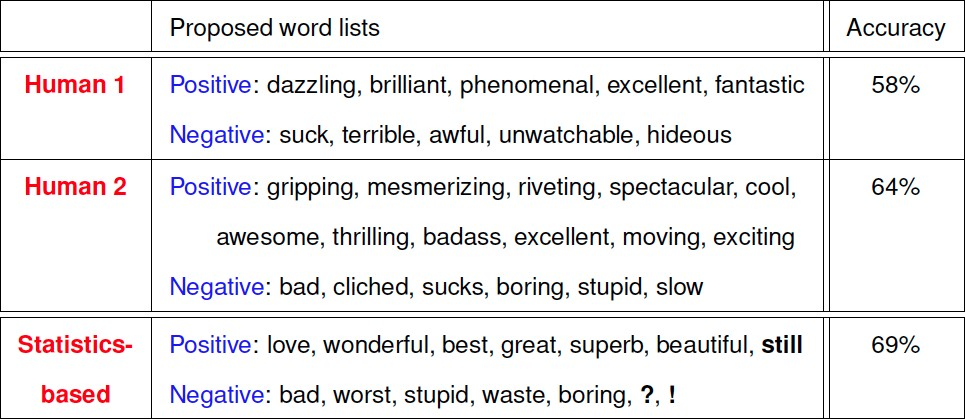 Proposed word lists Accuracy
Human 1 Positive: dazzling, brilliant, phenomenal, excellent, fantastic 58%
Negative: suck, terrible, awful, unwatchable, hideous
Human 2 Positive: gripping, mesmerizing, riveting, spectacular, cool, 64%
awesome, thrilling, badass, excellent, moving, exciting
Negative: bad, cliched, sucks, boring, stupid, slow
Statistics- Positive: love, wonderful, best, great, superb, beautiful, still 69%
based Negative: bad, worst, stupid, waste, boring, ?, !